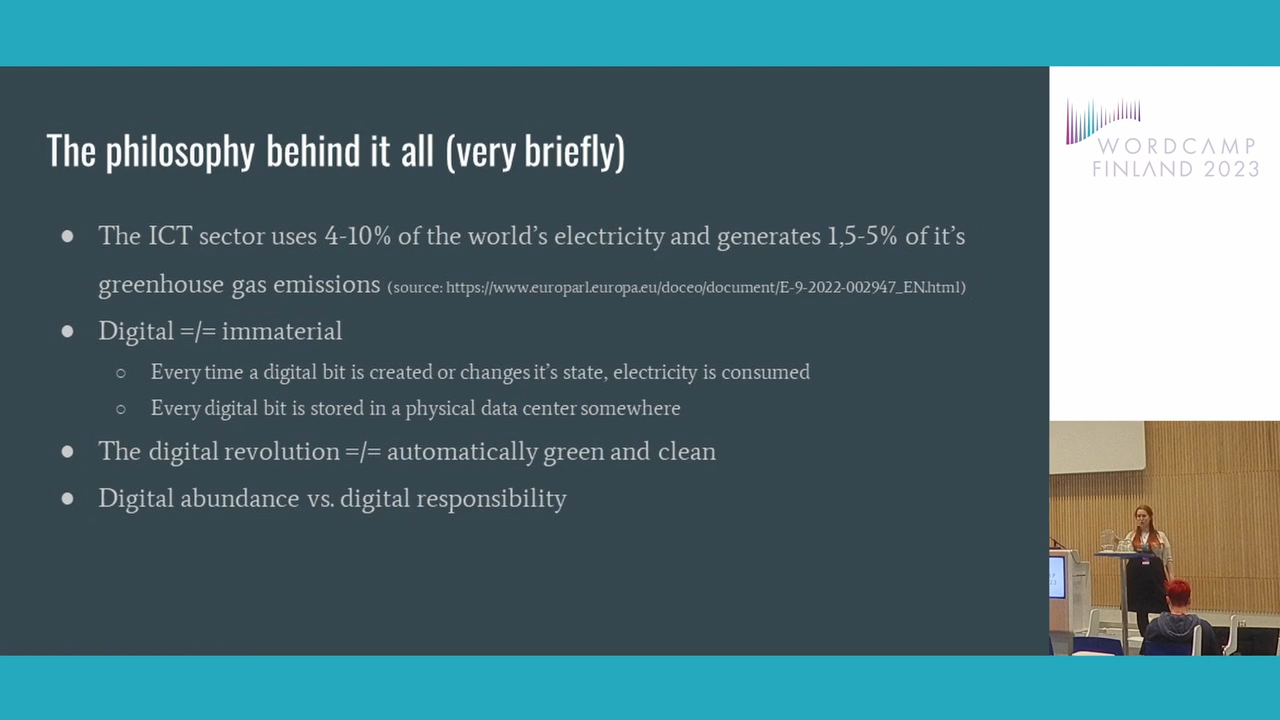 The philosophy behind it all (very briefly)
● The ICT sector uses 4-10% of the world's electricity and generates 1,5-5% of it's
greenhouse gas emissions (source: https://www.europarl.europa.eu/doceo/document/E-9-2022-002947_EN.html)
● Digital =/= immaterial
○ Every time a digital bit is created or changes it's state, electricity is consumed
○ Every digital bit is stored in a physical data center somewhere
● The digital revolution =/= automatically green and clean
● Digital abundance vs. digital responsibility
WORDCAMP
FINLAND 2023